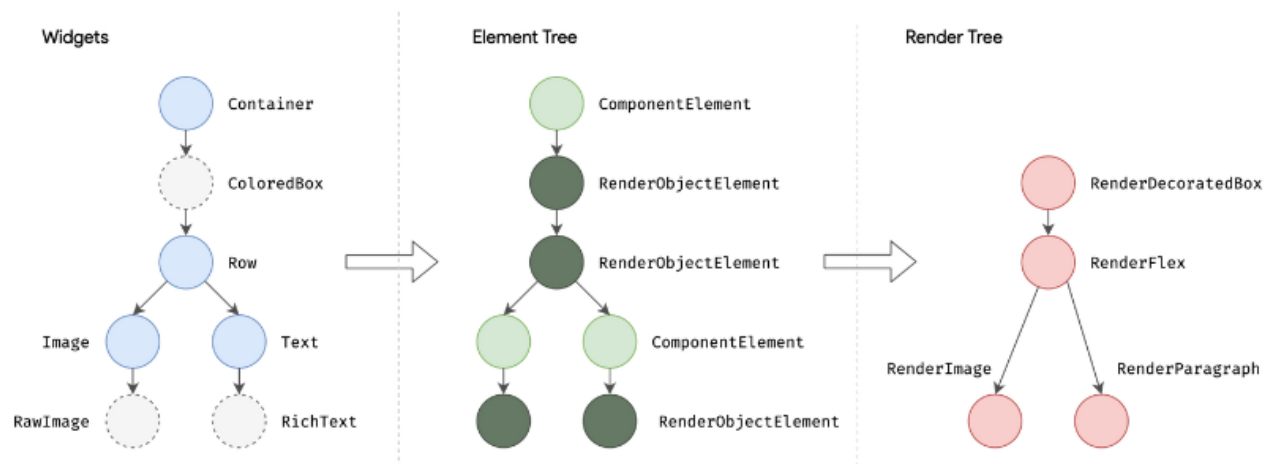 Widgets
Element Tree
Render Tree
Container
ComponentElement
ColoredBox
RenderObjectElement
RenderDecoratedBox
Row
RenderObjectElement
RenderFlex
Image
Text
ComponentElement
RenderImage
RenderParagraph
RawImage
RichText
RenderObjectElement